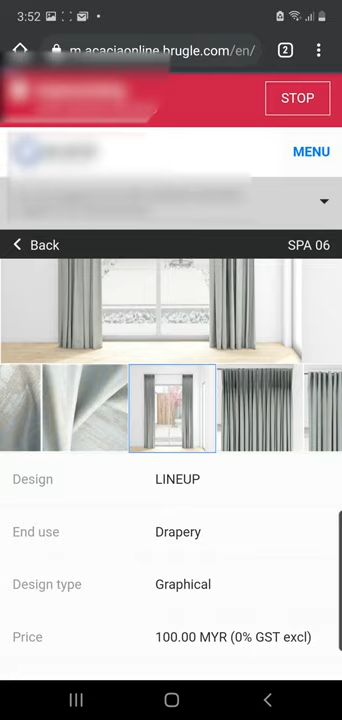 3:52
m.acaciaonline.brugle.com/en/
2
STOP
MENU
Back
SPA 06
Design LINEUP
End use Drapery
Design type Graphical
Price 100.00 MYR (0% GST excl)